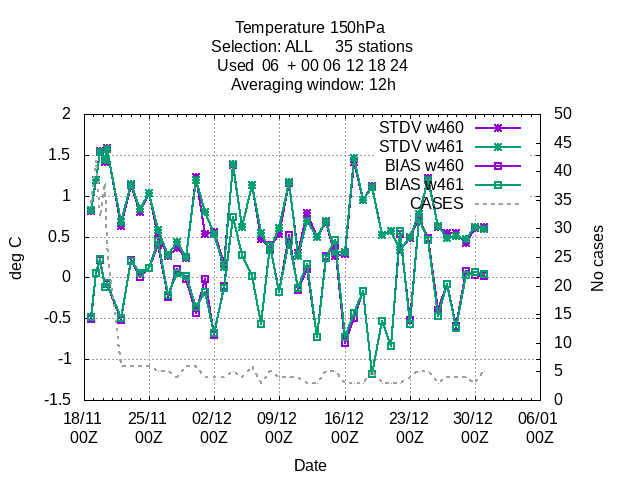 Temperature 150hPa
Selection: ALL 35 stations
Used 06 + 00 06 12 18 24
Averaging window: 12h
2
1.5
1
0.5
0
-0.5
-1
-1.5
deg C
50
45
40
35
30
25
20
15
10
5
0
No cases
STDV w460
STDV w461
BIAS w460
BIAS w461
CASES
18/11 25/11 02/12 09/12 16/12 23/12 30/12 06/01
00Z 00Z 00Z 00Z 00Z 00Z 00Z 00Z
Date